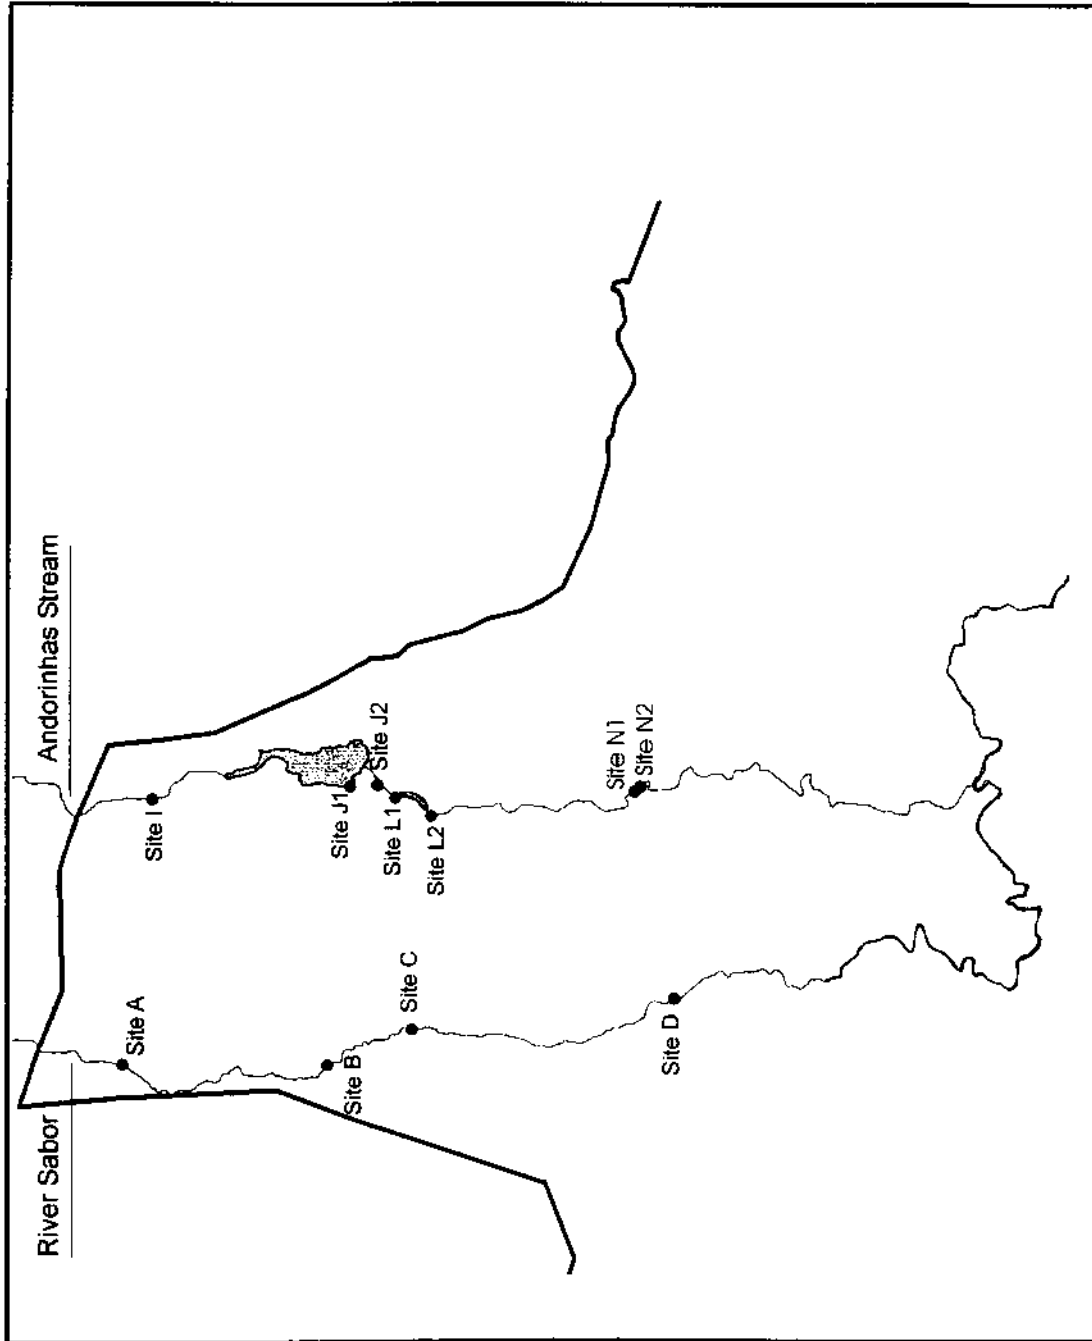 River Sabor
Andorinhas Stream
Site A
Site B
Site C
Site D
Site I
Site J1
Site J2
Site L1
Site L2
Site N1
Site N2